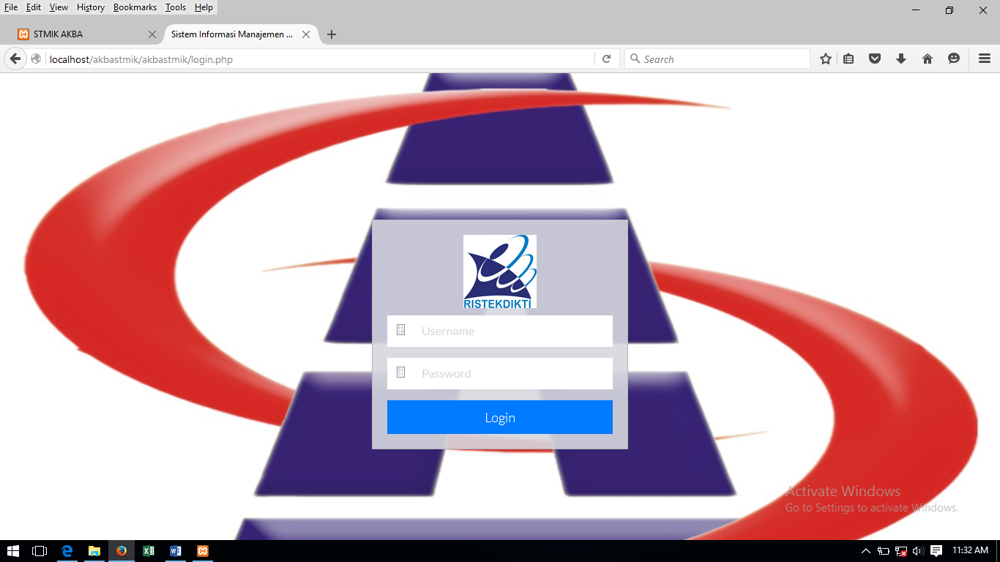 File Edit View History Bookmarks Tools Help
STMIK AKBA
Sistem Informasi Manajemen ...
localhost/akbastmik/akbastmik/login.php
Search
RISTEKDIKTI
Username
Password
Login
Activate Windows
Go to Settings to activate Windows.
11:32 AM